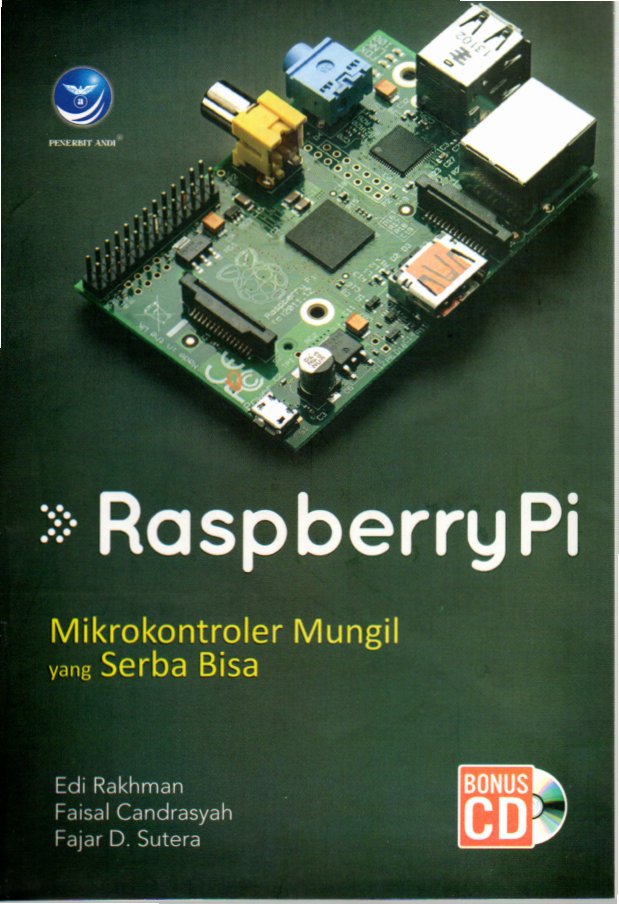 PENERBIT ANDI®
RaspberryPi
Mikrokontroler Mungil
yang Serba Bisa
Edi Rakhman
Faisal Candrasyah
Fajar D. Sutera
BONUS
CD